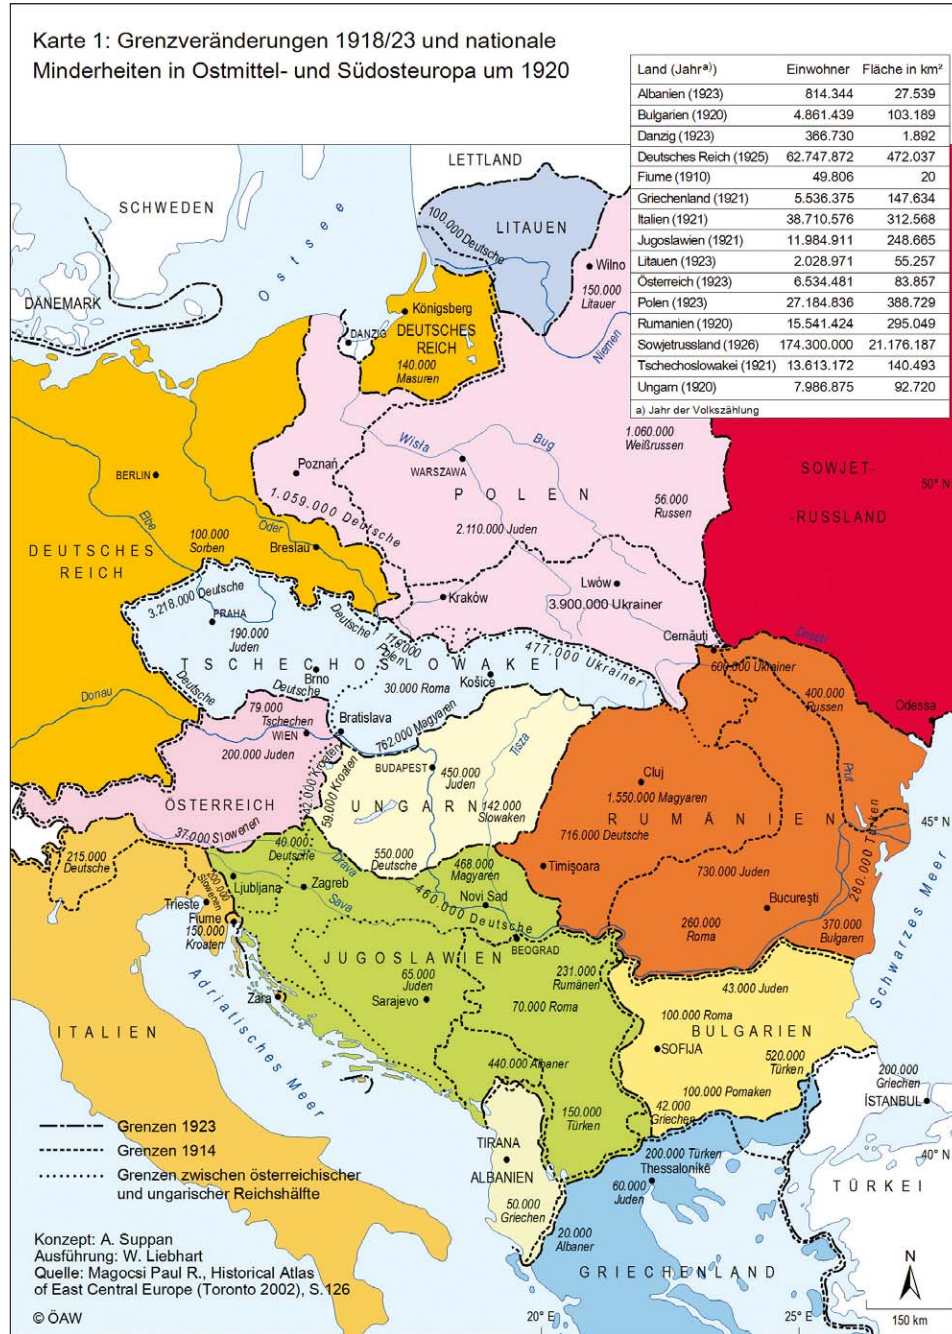 Karte 1: Grenzveränderungen 1918/23 und nationale
Minderheiten in Ostmittel- und Südosteuropa um 1920
Land (Jahr a)) Einwohner Fläche in km²
Albanien (1923) 814.344 27.539
Bulgarien (1920) 4.861.439 103.189
Danzig (1923) 366.730 1.892
Deutsches Reich (1925) 62.747.872 472.037
Fiume (1910) 49.806 20
Griechenland (1921) 5.536.375 147.634
Italien (1921) 38.710.576 312.568
Jugoslawien (1921) 11.984.911 248.665
Litauen (1923) 2.028.971 55.257
Österreich (1923) 6.534.481 83.857
Polen (1923) 27.184.836 388.729
Rumanien (1920) 15.541.424 295.049
Sowjetrussland (1926) 174.300.000 21.176.187
Tschechoslowakei (1921) 13.613.172 140.493
Ungarn (1920) 7.986.875 92.720
a) Jahr der Volkszählung
LETTLAND
SCHWEDEN
LITAUEN
100.000 Deutsche
Ostsee
Wilno
150.000
Litauer
DÄNEMARK
Königsberg
DANZIG
DEUTSCHES
REICH
140.000
Masuren
Niemen
1.060.000
Weißrussen
Wisła
Bug
WARSZAWA
Poznań
BERLIN
POLEN
SOWJET-
-RUSSLAND
50° N
1.059.000 Deutsche
56.000
Russen
2.110.000 Juden
Elbe
Oder
100.000
Sorben
Breslau
DEUTSCHES
REICH
Lwów
Kraków
3.900.000 Ukrainer
3.218.000 Deutsche
PRAHA
190.000
Juden
Deutsche
110.000
Polen
Cernăuți
600.000 Ukrainer
477.000 Ukrainer
TSCHECHOSLOWAKEI
Brno
Deutsche
Deutsche
30.000 Roma
Košice
400.000
Russen
Odessa
Donau
79.000
Tschechen
WIEN
Bratislava
762.000 Magyaren
200.000 Juden
Tisza
Prut
BUDAPEST
450.000
Juden
Cluj
1.550.000 Magyaren
42.000 Kroaten
59.000 Kroaten
UNGARN
142.000
Slowaken
ÖSTERREICH
RUMÄNIEN
45° N
37.000 Slowenen
716.000 Deutsche
280.000 Türken
215.000
Deutsche
40.000
Deutsche
Drava
550.000
Deutsche
468.000
Magyaren
Timișoara
730.000 Juden
200.000
Slowenen
Ljubljana
Zagreb
Sava
Novi Sad
460.000 Deutsche
București
Trieste
Fiume
150.000
Kroaten
260.000
Roma
370.000
Bulgaren
BEOGRAD
JUGOSLAWIEN
Schwarzes Meer
65.000
Juden
231.000
Rumänen
43.000 Juden
Zara
Sarajevo
70.000 Roma
100.000 Roma
BULGARIEN
ITALIEN
Adriatisches Meer
SOFIJA
520.000
Türken
440.000 Albaner
200.000
Griechen
İSTANBUL
100.000 Pomaken
150.000
Türken
42.000
Griechen
Grenzen 1923
Grenzen 1914
Grenzen zwischen österreichischer
und ungarischer Reichshälfte
TIRANA
ALBANIEN
200.000 Türken
Thessalonikē
60.000
Juden
40° N
TÜRKEI
50.000
Griechen
20.000
Albaner
GRIECHENLAND
Konzept: A. Suppan
Ausführung: W. Liebhart
Quelle: Magocsi Paul R., Historical Atlas
of East Central Europe (Toronto 2002), S.126
© ÖAW
20° E
25° E
N
150 km